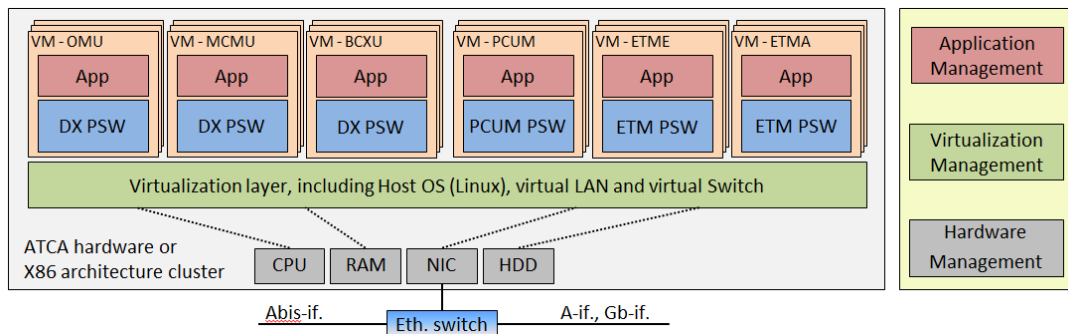 VM - OMU
VM - MCMU
VM - BCXU
VM - PCUM
VM - ETME
VM - ETMA
App
App
App
App
App
App
DX PSW
DX PSW
DX PSW
PCUM PSW
ETM PSW
ETM PSW
Virtualization layer, including Host OS (Linux), virtual LAN and virtual Switch
ATCA hardware or
X86 architecture cluster
CPU
RAM
NIC
HDD
Abis-if.
Eth. switch
A-if., Gb-if.
Application
Management
Virtualization
Management
Hardware
Management